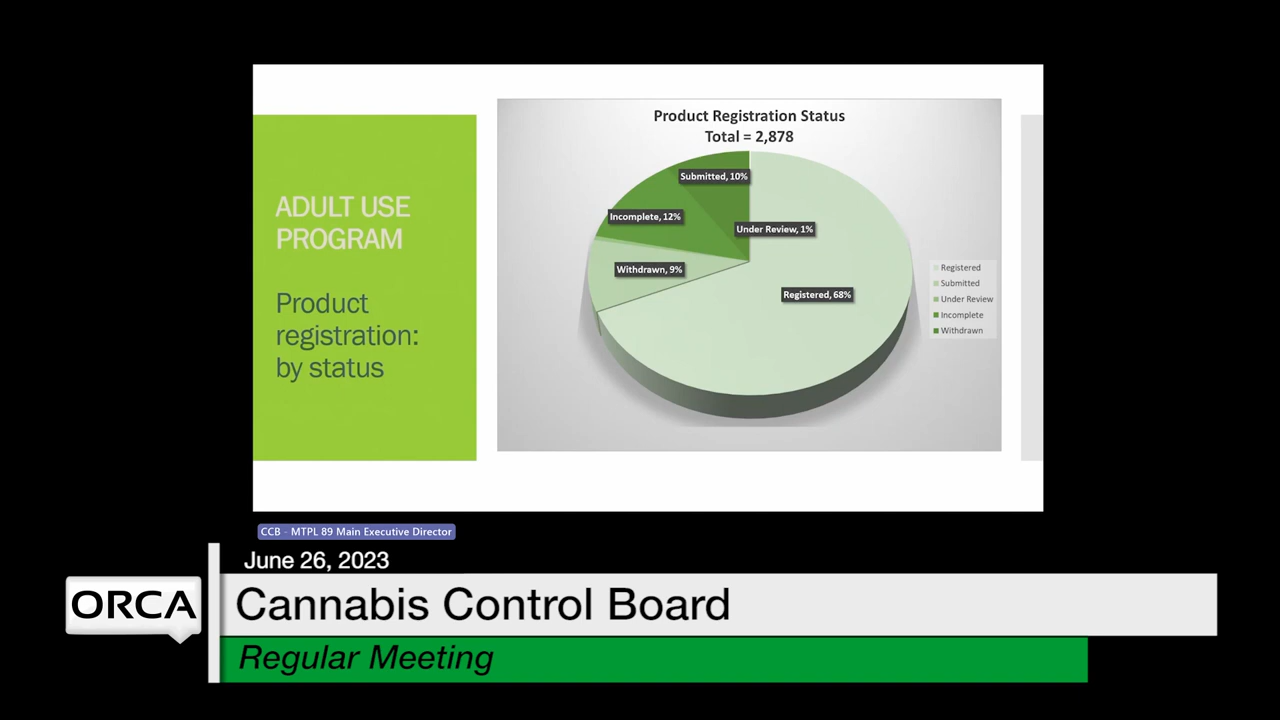 ADULT USE
PROGRAM
Product
registration:
by status
Product Registration Status
Total = 2,878
Submitted, 10%
Incomplete, 12%
Under Review, 1%
Withdrawn, 9%
Registered, 68%
Registered
Submitted
Under Review
Incomplete
Withdrawn
CCB - MTPL 89 Main Executive Director
June 26, 2023
ORCA
Cannabis Control Board
Regular Meeting